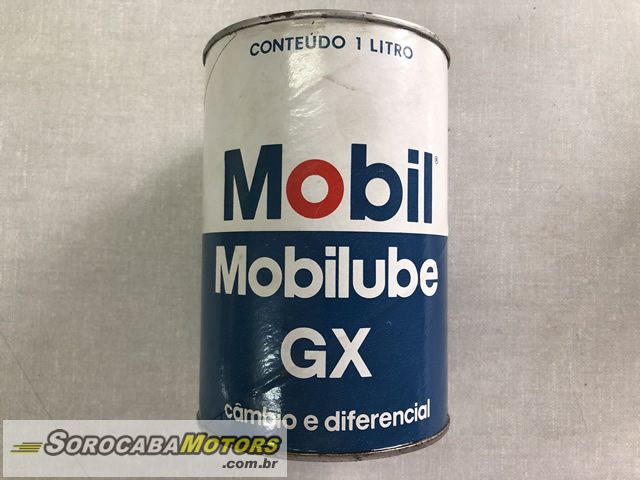 CONTEÚDO 1 LITRO
Mobil®
Mobilube
GX
câmbio e diferencial
SOROCABAMOTORS
.com.br